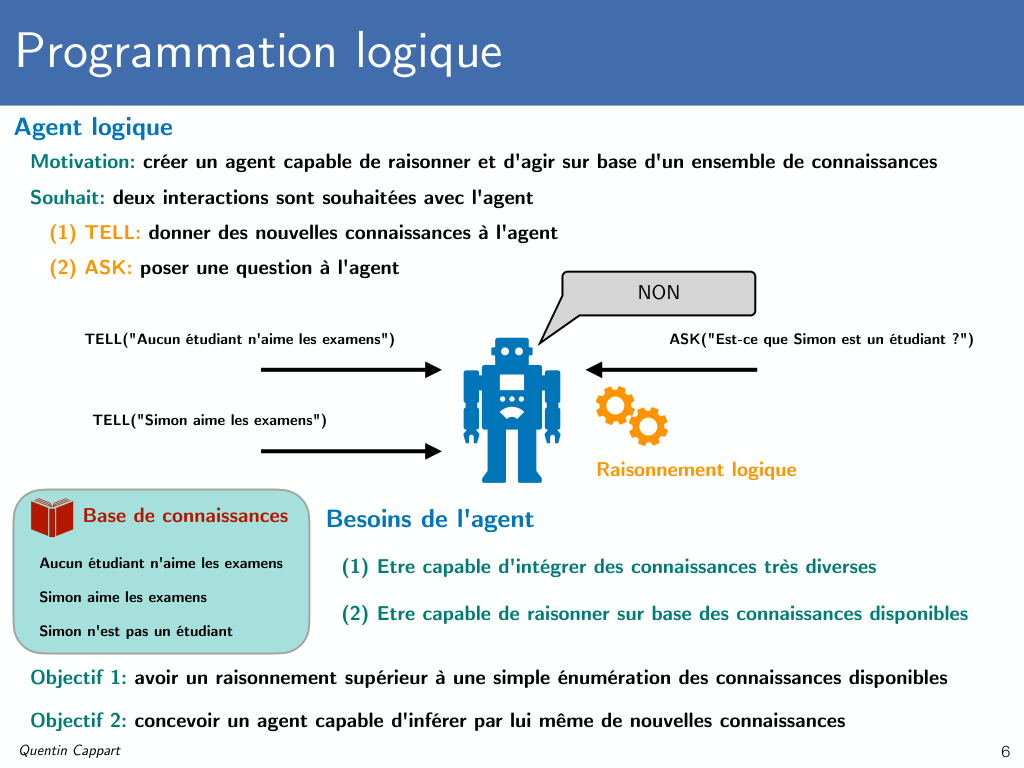 Programmation logique
Agent logique
Motivation: créer un agent capable de raisonner et d'agir sur base d'un ensemble de connaissances
Souhait: deux interactions sont souhaitées avec l'agent
(1) TELL: donner des nouvelles connaissances à l'agent
(2) ASK: poser une question à l'agent
NON
TELL("Aucun étudiant n'aime les examens")
ASK("Est-ce que Simon est un étudiant ?")
TELL("Simon aime les examens")
Raisonnement logique
Base de connaissances
Aucun étudiant n'aime les examens
Simon aime les examens
Simon n'est pas un étudiant
Besoins de l'agent
(1) Etre capable d'intégrer des connaissances très diverses
(2) Etre capable de raisonner sur base des connaissances disponibles
Objectif 1: avoir un raisonnement supérieur à une simple énumération des connaissances disponibles
Objectif 2: concevoir un agent capable d'inférer par lui même de nouvelles connaissances
Quentin Cappart
6